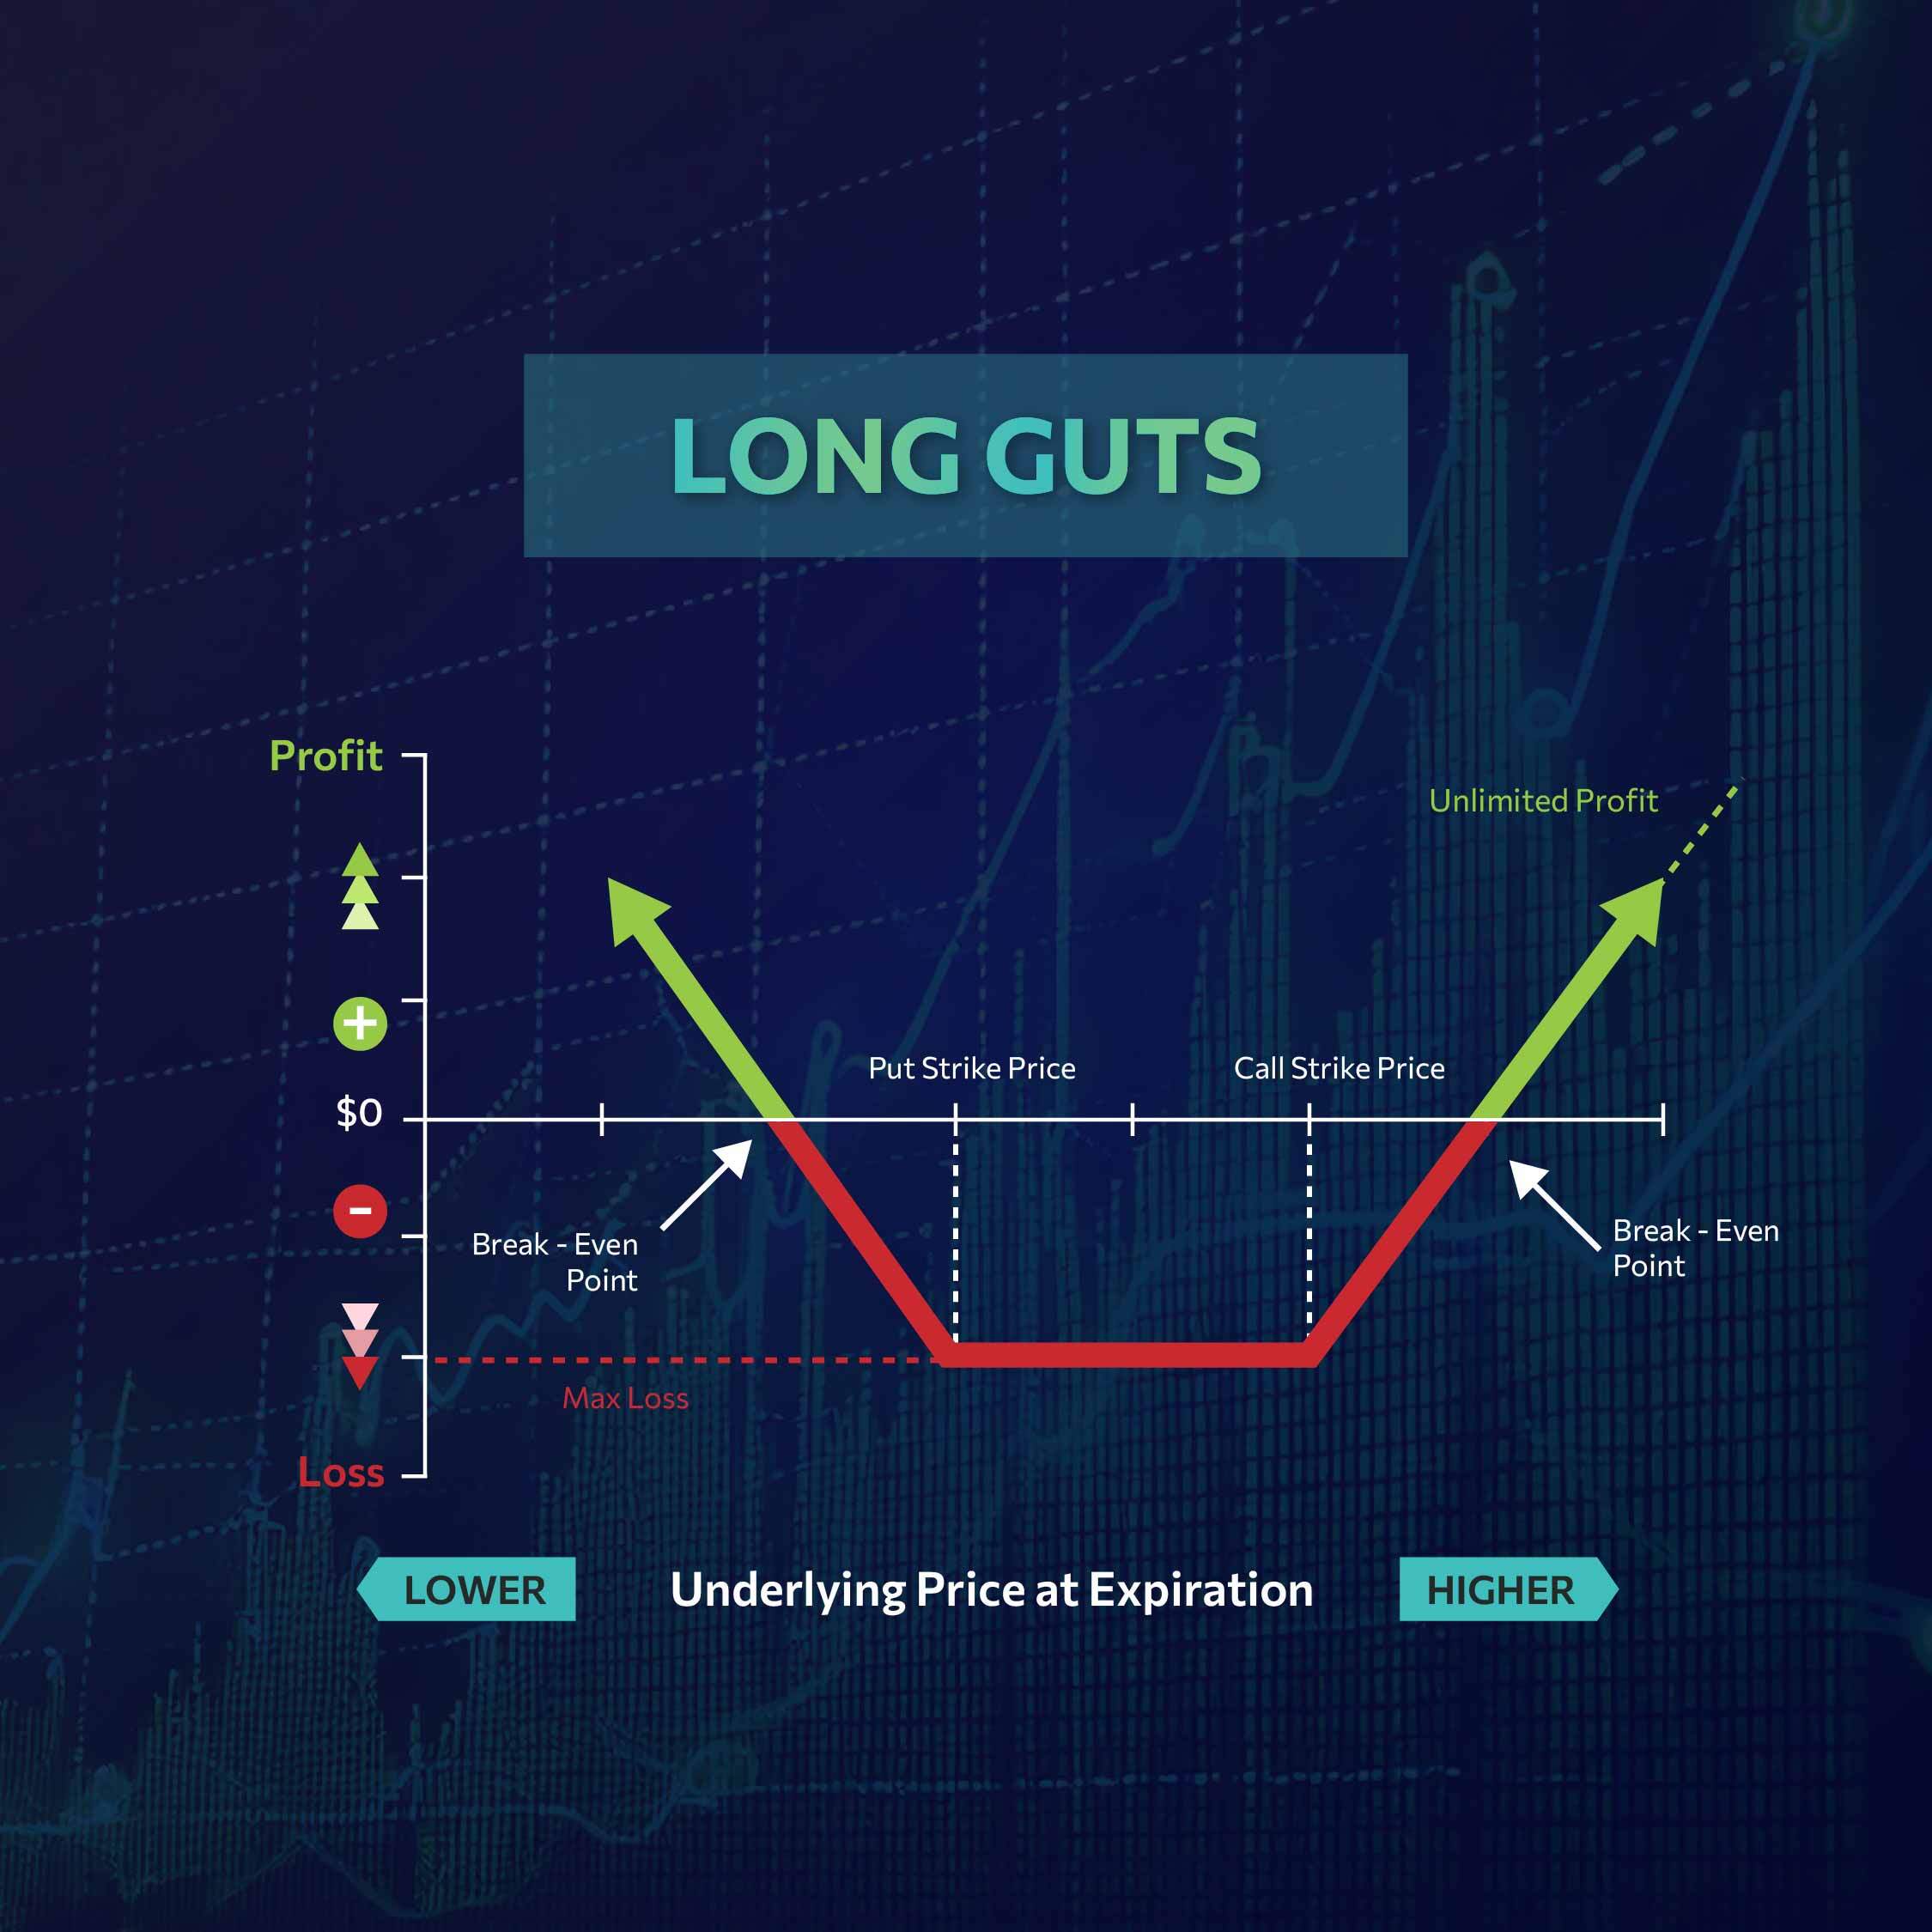 LONG GUTS
Profit
Unlimited Profit
+
Put Strike Price
Call Strike Price
$0
-
Break - Even
Point
Break - Even
Point
Max Loss
Loss
LOWER
Underlying Price at Expiration
HIGHER